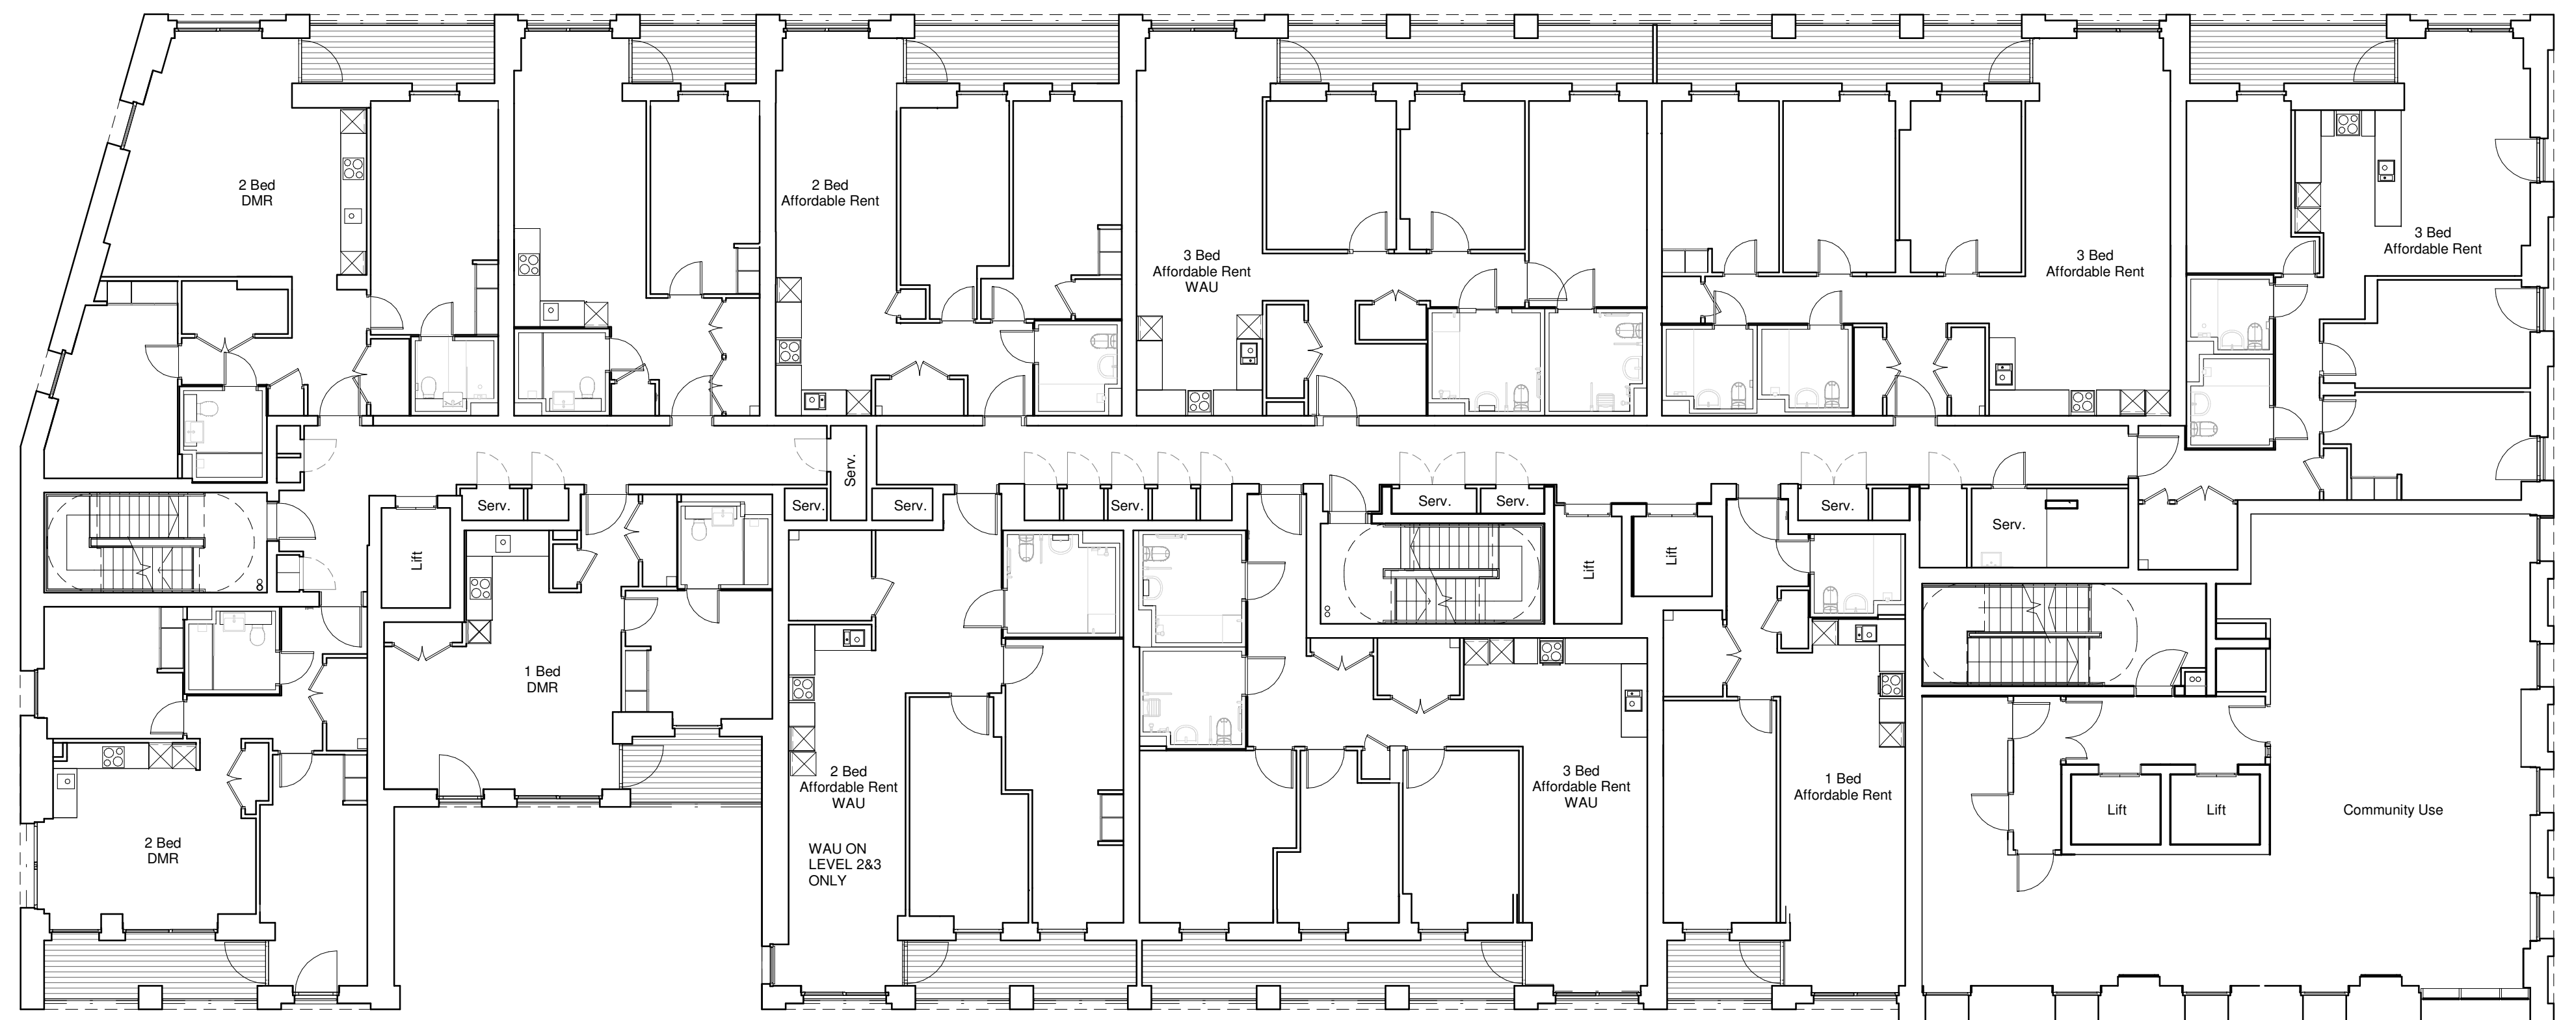 2 Bed
DMR
2 Bed
Affordable Rent
3 Bed
Affordable Rent
WAU
3 Bed
Affordable Rent
3 Bed
Affordable Rent
Serv.
Serv.
Serv.
Serv.
Serv.
Serv.
Serv.
Serv.
Serv.
Lift
Lift
Lift
1 Bed
DMR
2 Bed
Affordable Rent
WAU
WAU ON
LEVEL 2&3
ONLY
3 Bed
Affordable Rent
WAU
1 Bed
Affordable Rent
Lift
Lift
Community Use
2 Bed
DMR